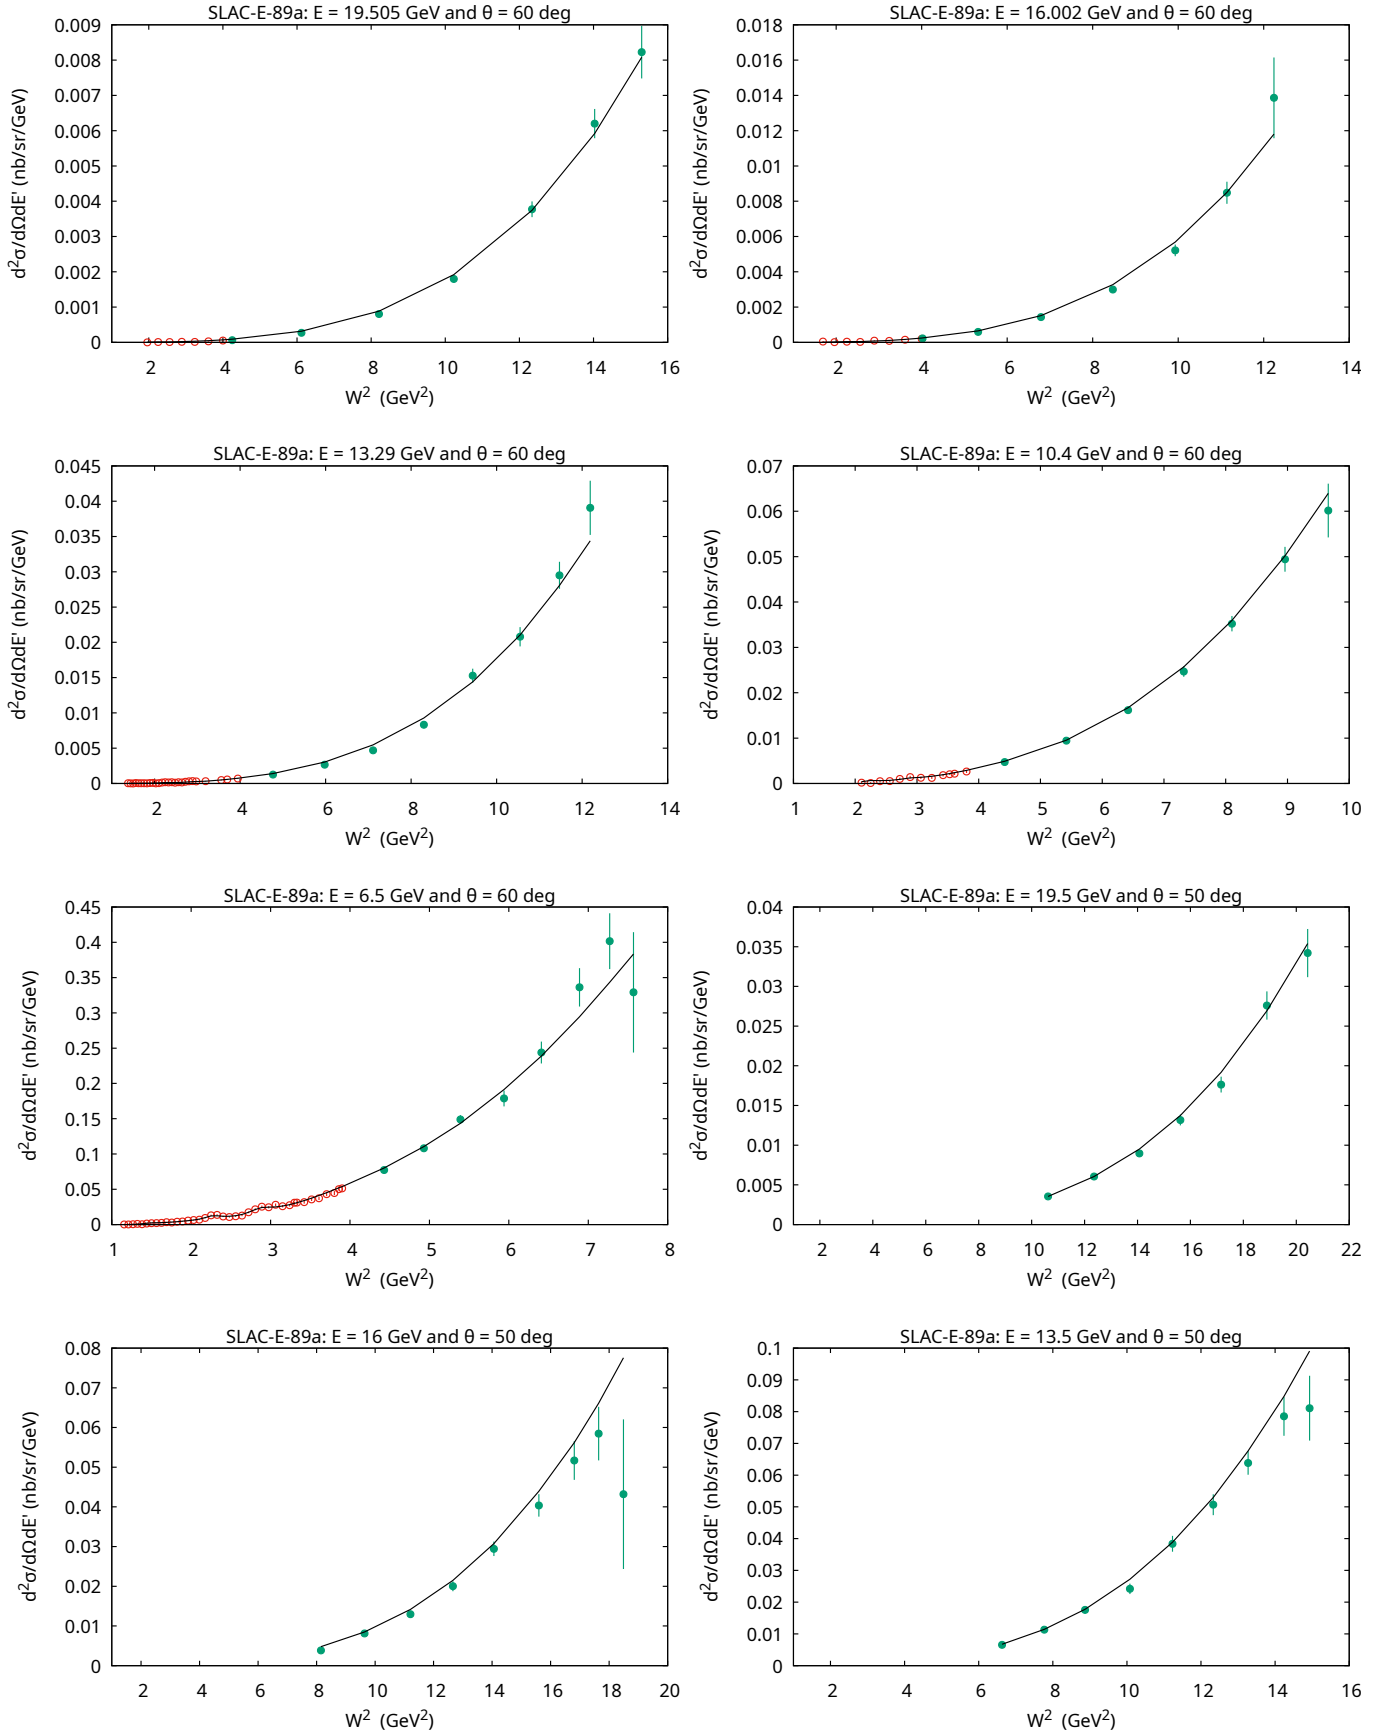 SLAC-E-89a: E = 19.505 GeV and θ = 60 deg
d²σ/dΩdE' (nb/sr/GeV)
0.009
0.008
0.007
0.006
0.005
0.004
0.003
0.002
0.001
0
2 4 6 8 10 12 14 16
W² (GeV²)
SLAC-E-89a: E = 16.002 GeV and θ = 60 deg
d²σ/dΩdE' (nb/sr/GeV)
0.018
0.016
0.014
0.012
0.01
0.008
0.006
0.004
0.002
0
2 4 6 8 10 12 14
W² (GeV²)
SLAC-E-89a: E = 13.29 GeV and θ = 60 deg
d²σ/dΩdE' (nb/sr/GeV)
0.045
0.04
0.035
0.03
0.025
0.02
0.015
0.01
0.005
0
2 4 6 8 10 12 14
W² (GeV²)
SLAC-E-89a: E = 10.4 GeV and θ = 60 deg
d²σ/dΩdE' (nb/sr/GeV)
0.07
0.06
0.05
0.04
0.03
0.02
0.01
0
1 2 3 4 5 6 7 8 9 10
W² (GeV²)
SLAC-E-89a: E = 6.5 GeV and θ = 60 deg
d²σ/dΩdE' (nb/sr/GeV)
0.45
0.4
0.35
0.3
0.25
0.2
0.15
0.1
0.05
0
1 2 3 4 5 6 7 8
W² (GeV²)
SLAC-E-89a: E = 19.5 GeV and θ = 50 deg
d²σ/dΩdE' (nb/sr/GeV)
0.04
0.035
0.03
0.025
0.02
0.015
0.01
0.005
0
2 4 6 8 10 12 14 16 18 20 22
W² (GeV²)
SLAC-E-89a: E = 16 GeV and θ = 50 deg
d²σ/dΩdE' (nb/sr/GeV)
0.08
0.07
0.06
0.05
0.04
0.03
0.02
0.01
0
2 4 6 8 10 12 14 16 18 20
W² (GeV²)
SLAC-E-89a: E = 13.5 GeV and θ = 50 deg
d²σ/dΩdE' (nb/sr/GeV)
0.1
0.09
0.08
0.07
0.06
0.05
0.04
0.03
0.02
0.01
0
2 4 6 8 10 12 14 16
W² (GeV²)